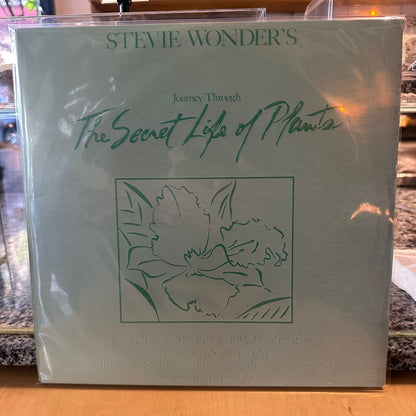 STEVIE WONDER'S
Journey Through
The Secret Life of Plants